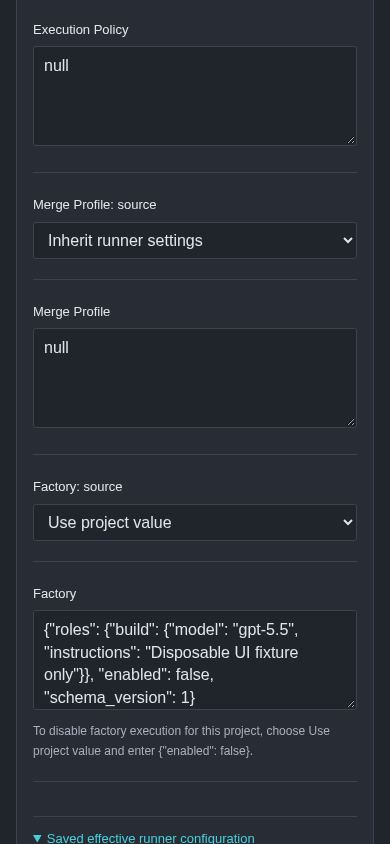 Execution Policy
null
Merge Profile: source
Inherit runner settings
Merge Profile
null
Factory: source
Use project value
Factory
{"roles": {"build": {"model": "gpt-5.5",
"instructions": "Disposable UI fixture
only"}}, "enabled": false,
"schema_version": 1}
To disable factory execution for this project, choose Use
project value and enter {"enabled": false}.
▼ Saved effective runner configuration